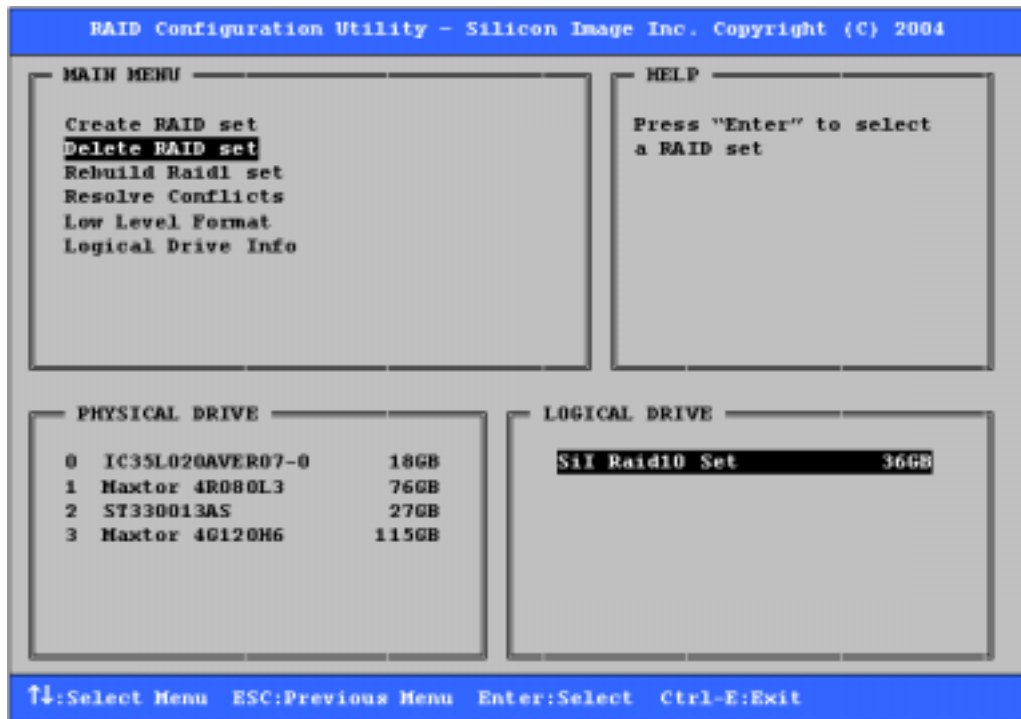 RAID Configuration Utility – Silicon Image Inc. Copyright (C) 2004
MAIN MENU
Create RAID set
Delete RAID set
Rebuild Raid1 set
Resolve Conflicts
Low Level Format
Logical Drive Info
HELP
Press “Enter” to select
a RAID set
PHYSICAL DRIVE
0 IC35L020AVER07-0 18GB
1 Maxtor 4R080L3 76GB
2 ST330013AS 27GB
3 Maxtor 4G120H6 115GB
LOGICAL DRIVE
SiI Raid10 Set 36GB
↑↓:Select Menu ESC:Previous Menu Enter:Select Ctrl-E:Exit